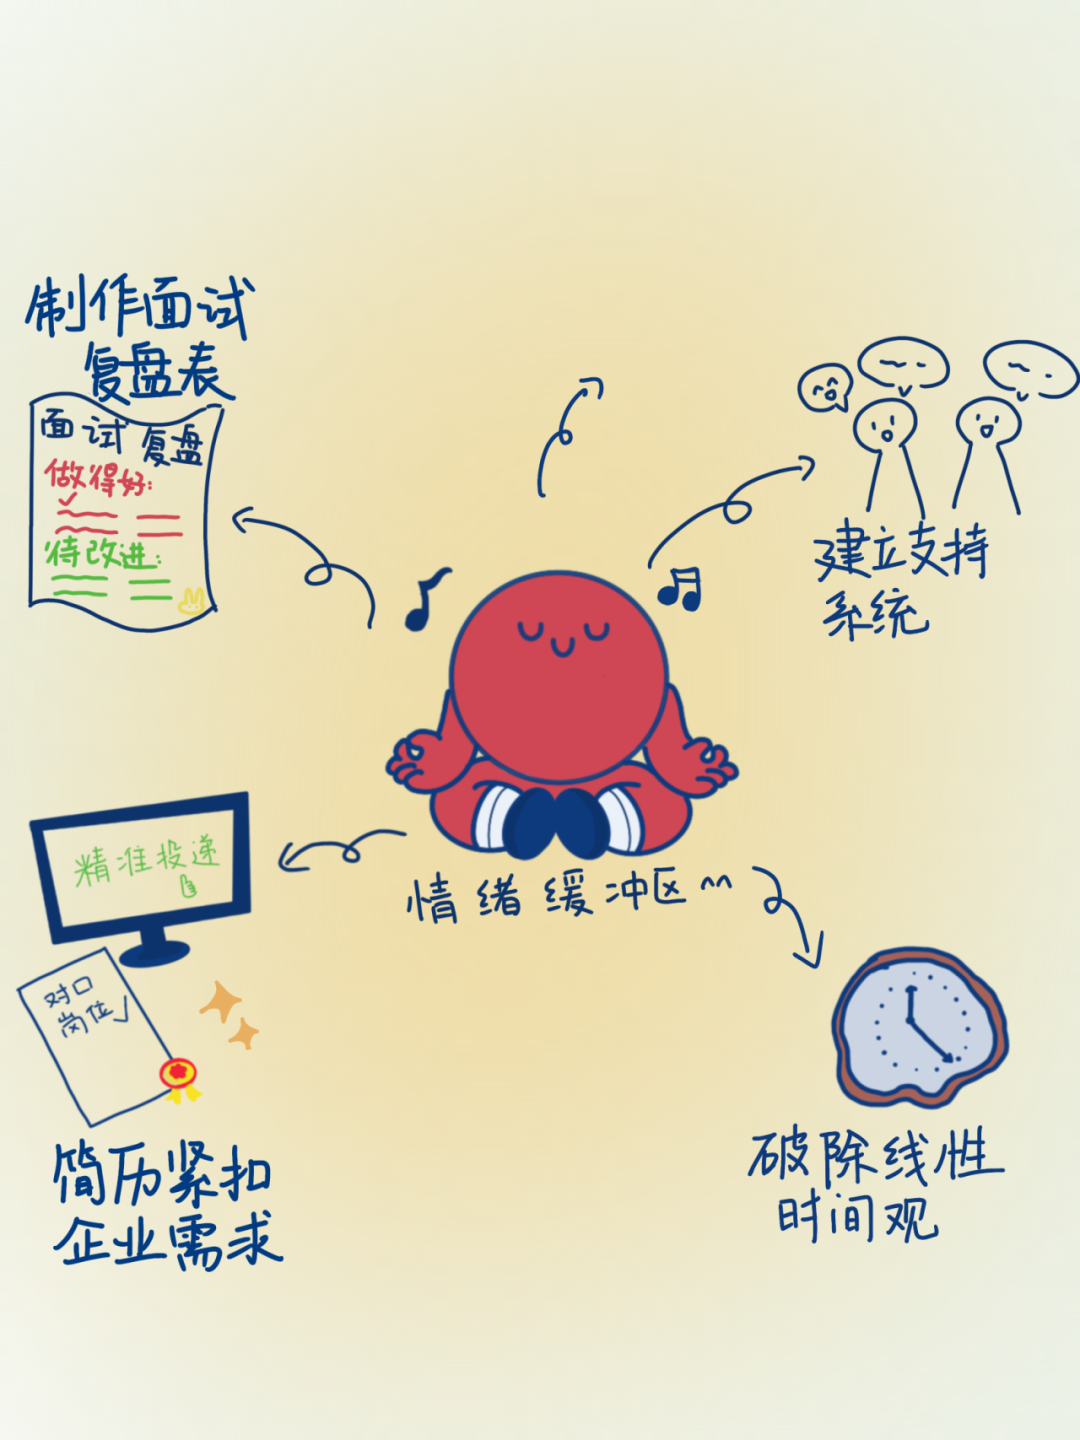 制作面试
复盘表
面试复盘
做得好:
待改进:
建立支持
系统
精准投递
对口
岗位✓
简历紧扣
企业需求
情绪缓冲区
破除线性
时间观